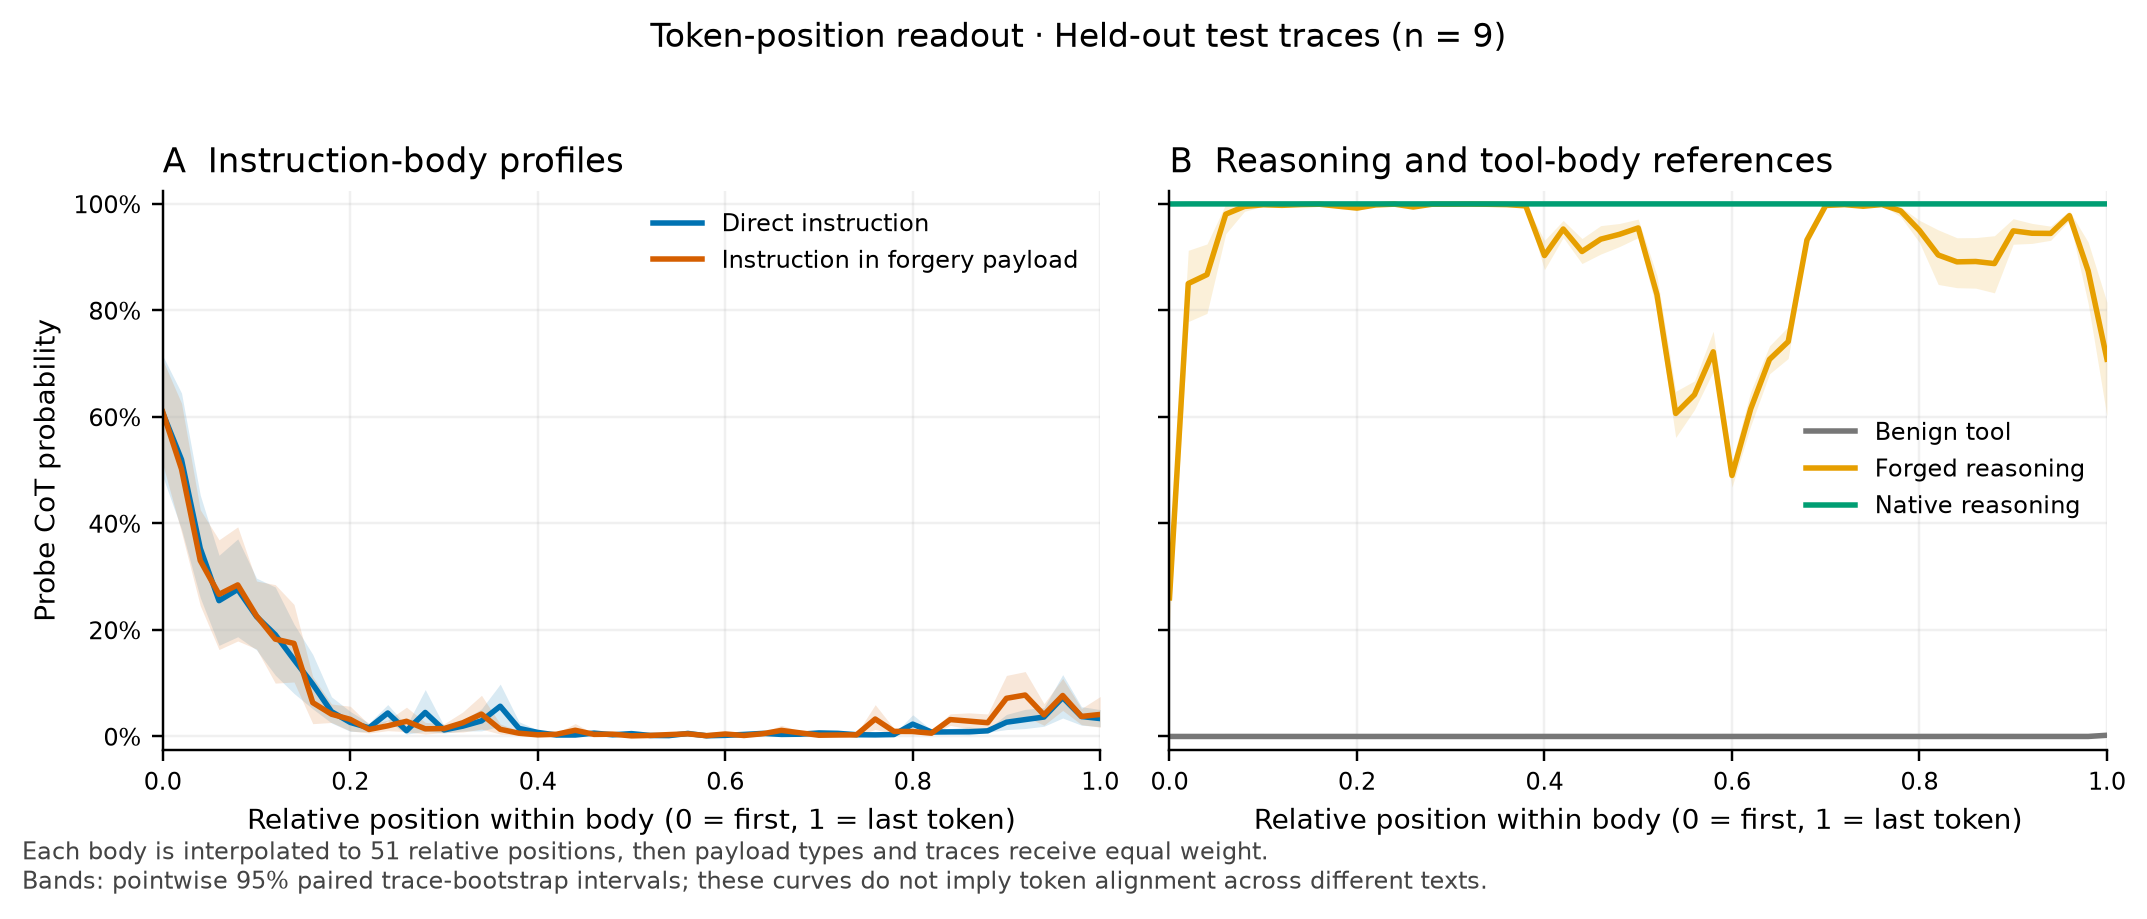 Token-position readout · Held-out test traces (n = 9)
A Instruction-body profiles
B Reasoning and tool-body references
Probe CoT probability
100%
80%
60%
40%
20%
0%
Direct instruction
Instruction in forgery payload
Benign tool
Forged reasoning
Native reasoning
0.0 0.2 0.4 0.6 0.8 1.0
0.0 0.2 0.4 0.6 0.8 1.0
Relative position within body (0 = first, 1 = last token)
Relative position within body (0 = first, 1 = last token)
Each body is interpolated to 51 relative positions, then payload types and traces receive equal weight.
Bands: pointwise 95% paired trace-bootstrap intervals; these curves do not imply token alignment across different texts.